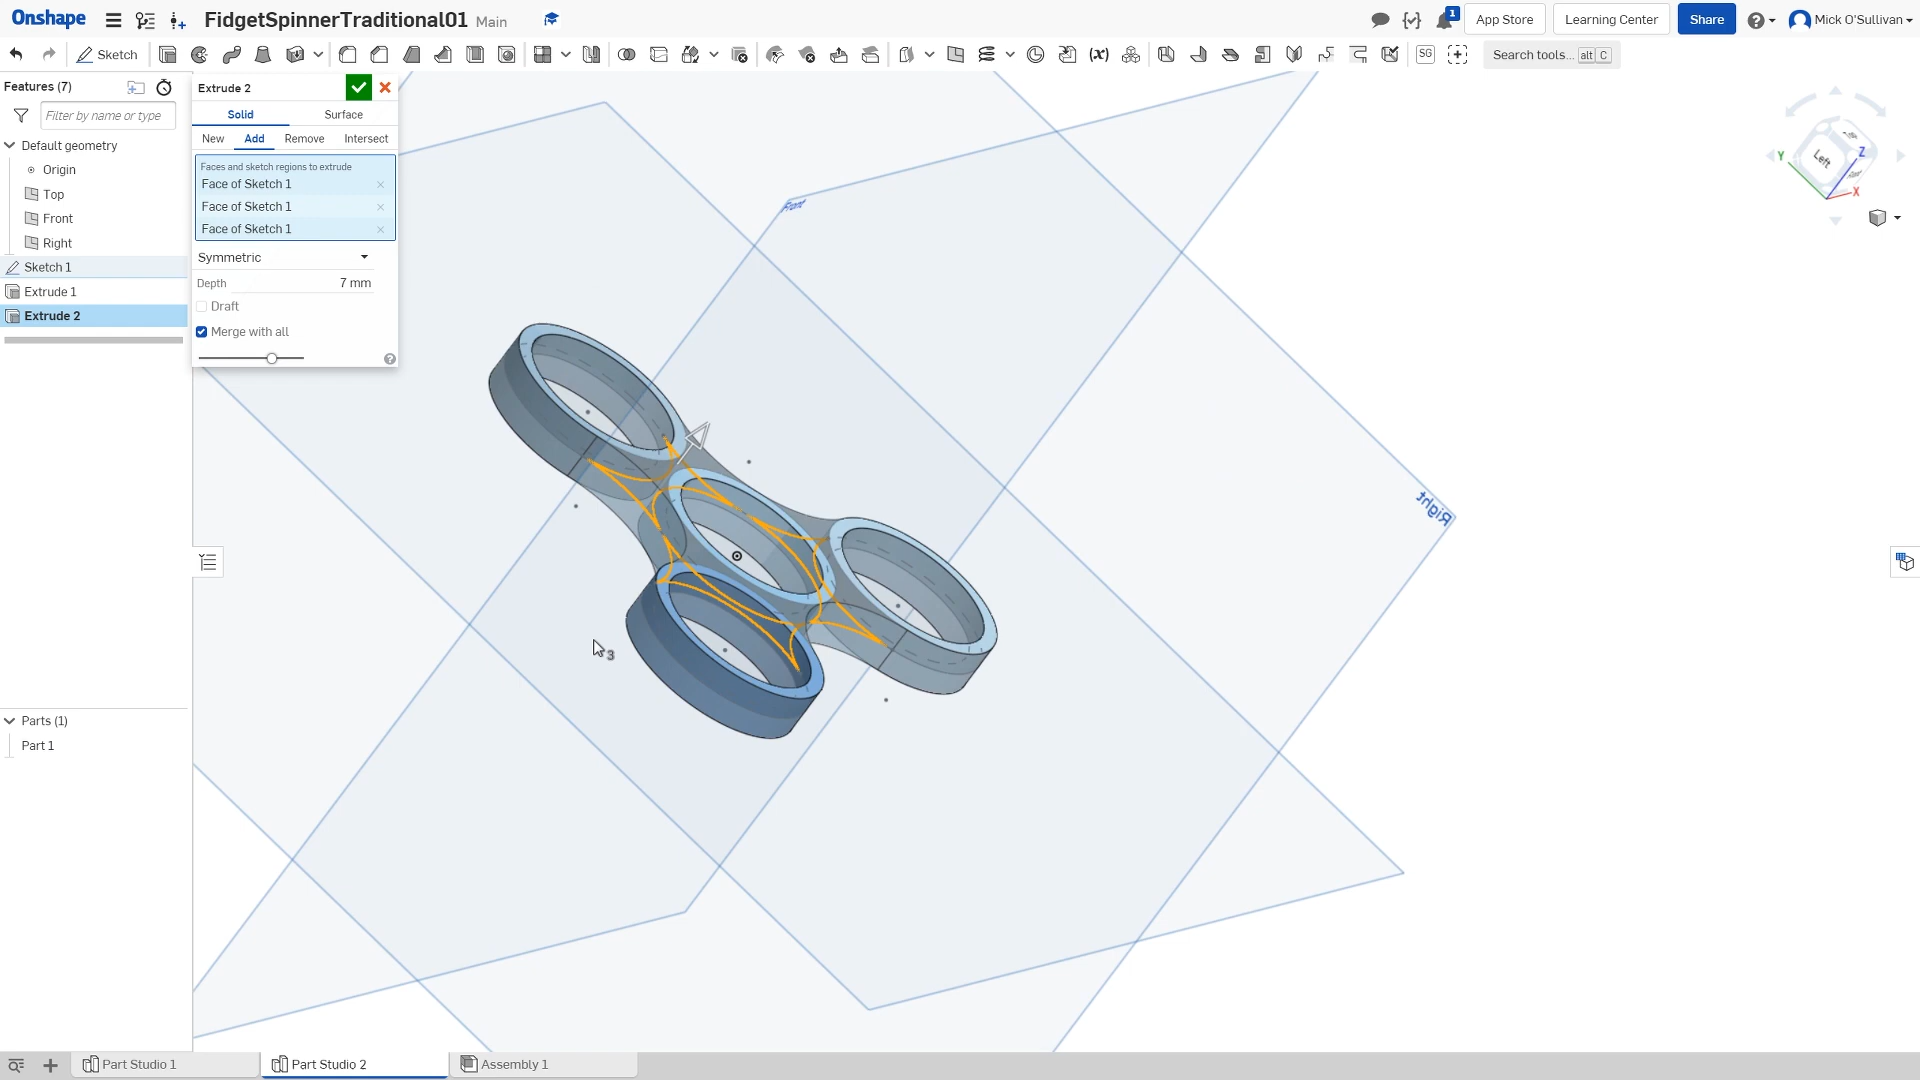 Onshape FidgetSpinnerTraditional01 Main 1 App Store Learning Center Share Mick O'Sullivan
Sketch (x) SG Search tools... alt C
Features (7)
Filter by name or type
Default geometry
Origin
Top
Front
Right
Sketch 1
Extrude 1
Extrude 2
Extrude 2
Solid Surface
New Add Remove Intersect
Faces and sketch regions to extrude
Face of Sketch 1
Face of Sketch 1
Face of Sketch 1
Symmetric
Depth 7 mm
Draft
Merge with all
Front
Right
3
Left
Y Z X
Parts (1)
Part 1
Part Studio 1 Part Studio 2 Assembly 1